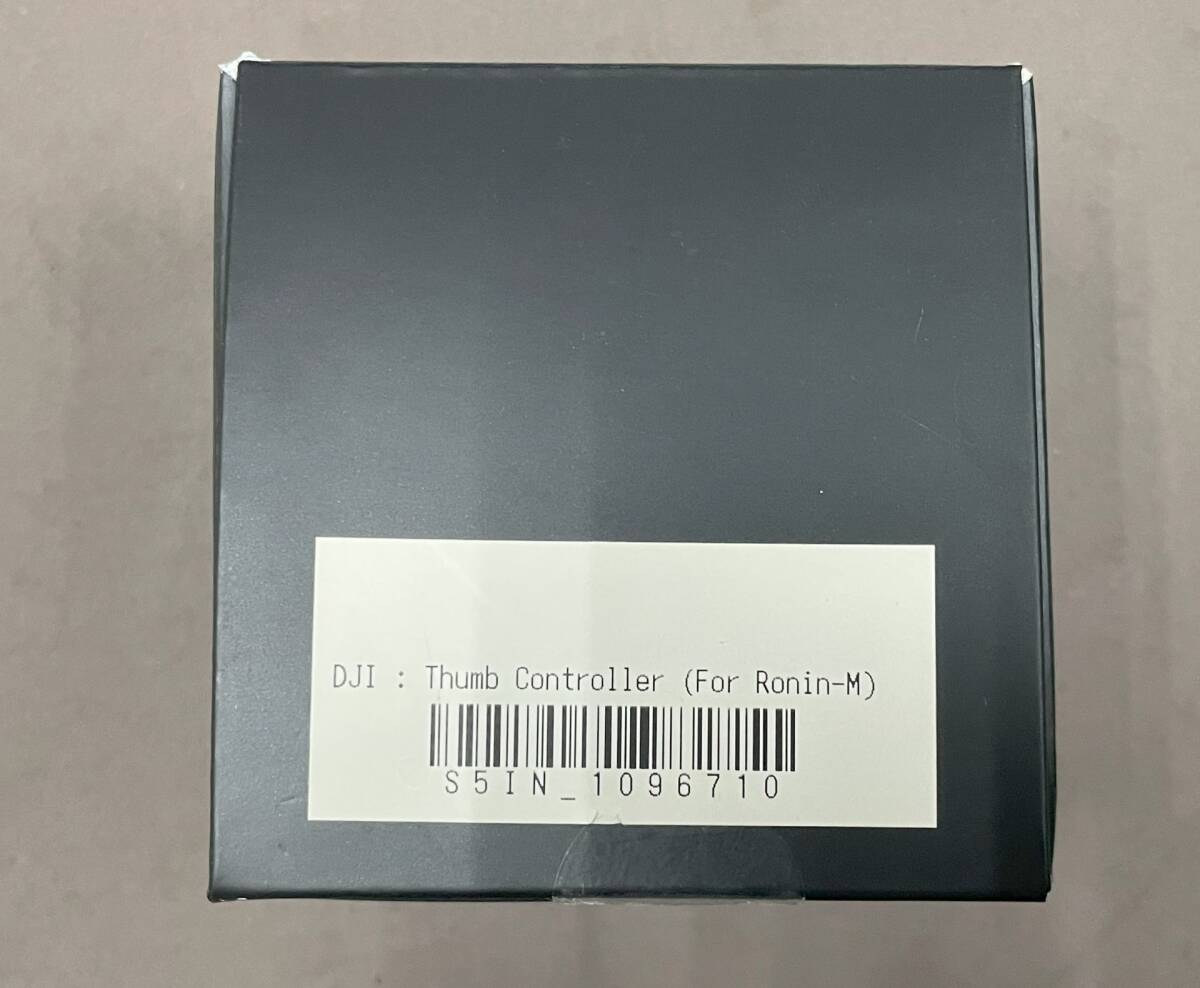 DJI : Thumb Controller (For Ronin-M)
S5IN_1096710